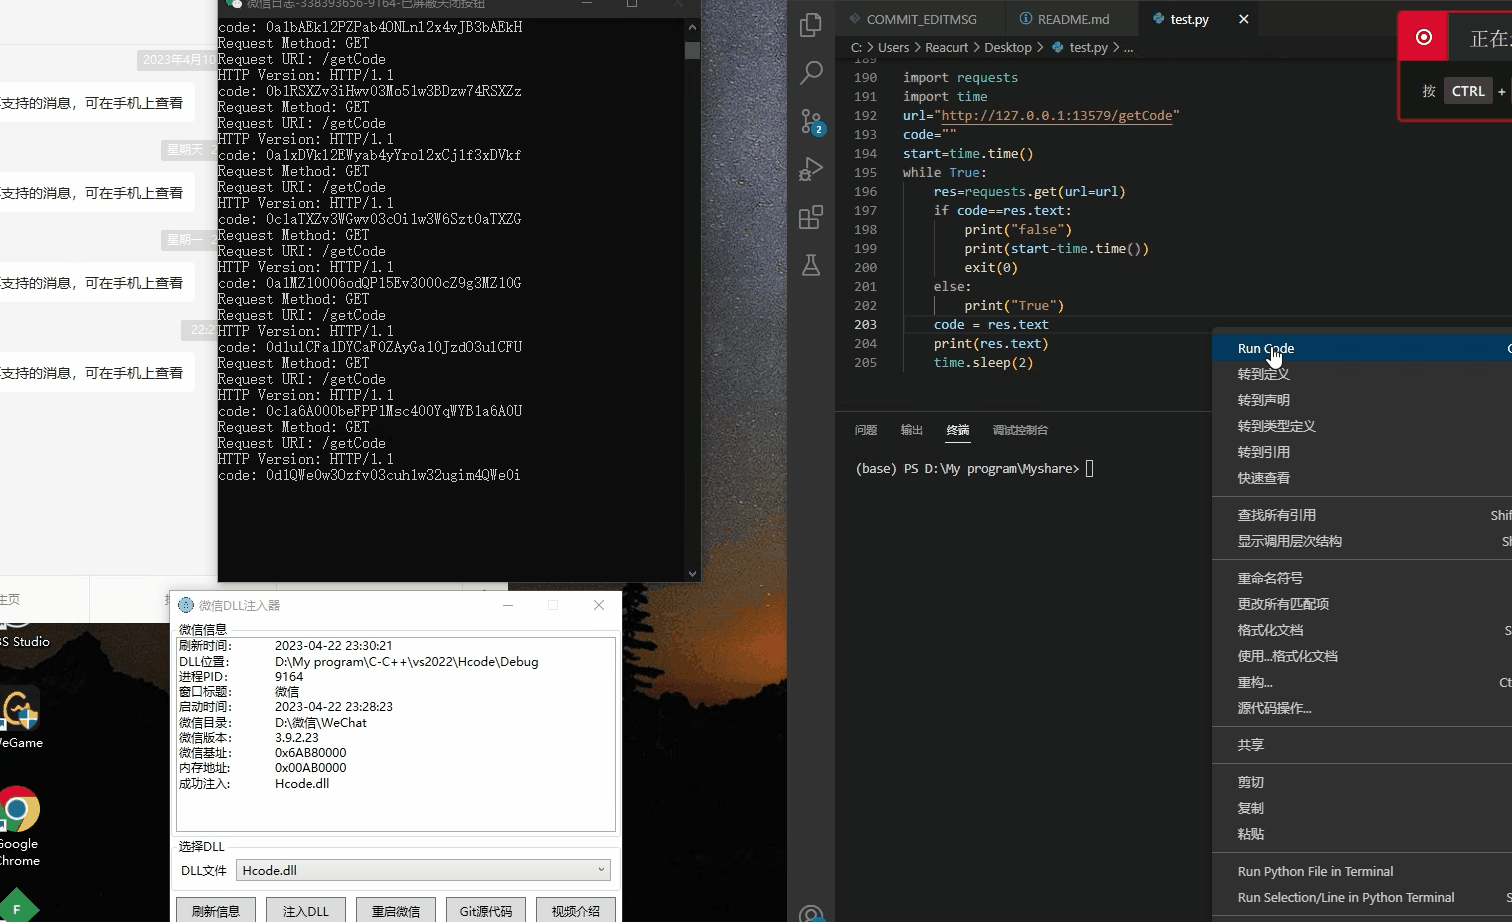 2023年4月10
支持的消息，可在手机上查看
星期天 2
支持的消息，可在手机上查看
星期一 2
支持的消息，可在手机上查看
22:2
支持的消息，可在手机上查看
主页
S Studio
eGame
Google
Chrome
F
微信日志-338393656-9164-已屏蔽关闭按钮
code: 0a1bAEkl2PZPab4ONLnl2x4vJB3bAEkH
Request Method: GET
Request URI: /getCode
HTTP Version: HTTP/1.1
code: 0b1RSXZv3iHwv03Mo51w3BDzw74RSXZz
Request Method: GET
Request URI: /getCode
HTTP Version: HTTP/1.1
code: 0a1xDVkl2EWyab4yYrol2xCjlf3xDVkf
Request Method: GET
Request URI: /getCode
HTTP Version: HTTP/1.1
code: 0c1aTXZv3WGwv03cOi1w3W6Szt0aTXZG
Request Method: GET
Request URI: /getCode
HTTP Version: HTTP/1.1
code: 0a1MZ10006odQP15Ev3000cZ9g3MZ10G
Request Method: GET
Request URI: /getCode
HTTP Version: HTTP/1.1
code: 0d1ulCFa1DYCaF0ZAyGa10JzdO3ulCFU
Request Method: GET
Request URI: /getCode
HTTP Version: HTTP/1.1
code: 0c1a6A000beFPP1Msc400YqWYB1a6A0U
Request Method: GET
Request URI: /getCode
HTTP Version: HTTP/1.1
code: 0d1QWe0w3Ozfv03cuh1w32ugim4QWe0i
微信DLL注入器
微信信息
刷新时间: 2023-04-22 23:30:21
DLL位置: D:\My program\C-C++\vs2022\Hcode\Debug
进程PID: 9164
窗口标题: 微信
启动时间: 2023-04-22 23:28:23
微信目录: D:\微信\WeChat
微信版本: 3.9.2.23
微信基址: 0x6AB80000
内存地址: 0x00AB0000
成功注入: Hcode.dll
选择DLL
DLL文件 Hcode.dll
刷新信息 注入DLL 重启微信 Git源代码 视频介绍
COMMIT_EDITMSG README.md test.py
C: > Users > Reacurt > Desktop > test.py > ...
2
189
190 import requests
191 import time
192 url="http://127.0.0.1:13579/getCode"
193 code=""
194 start=time.time()
195 while True:
196 res=requests.get(url=url)
197 if code==res.text:
198 print("false")
199 print(start-time.time())
200 exit(0)
201 else:
202 print("True")
203 code = res.text
204 print(res.text)
205 time.sleep(2)
问题 输出 终端 调试控制台
(base) PS D:\My program\Myshare>
正在
按 CTRL +
Run Code
转到定义
转到声明
转到类型定义
转到引用
快速查看
查找所有引用 Shif
显示调用层次结构 S
重命名符号
更改所有匹配项
格式化文档 S
使用...格式化文档
重构... Ct
源代码操作...
共享
剪切
复制
粘贴
Run Python File in Terminal
Run Selection/Line in Python Terminal S